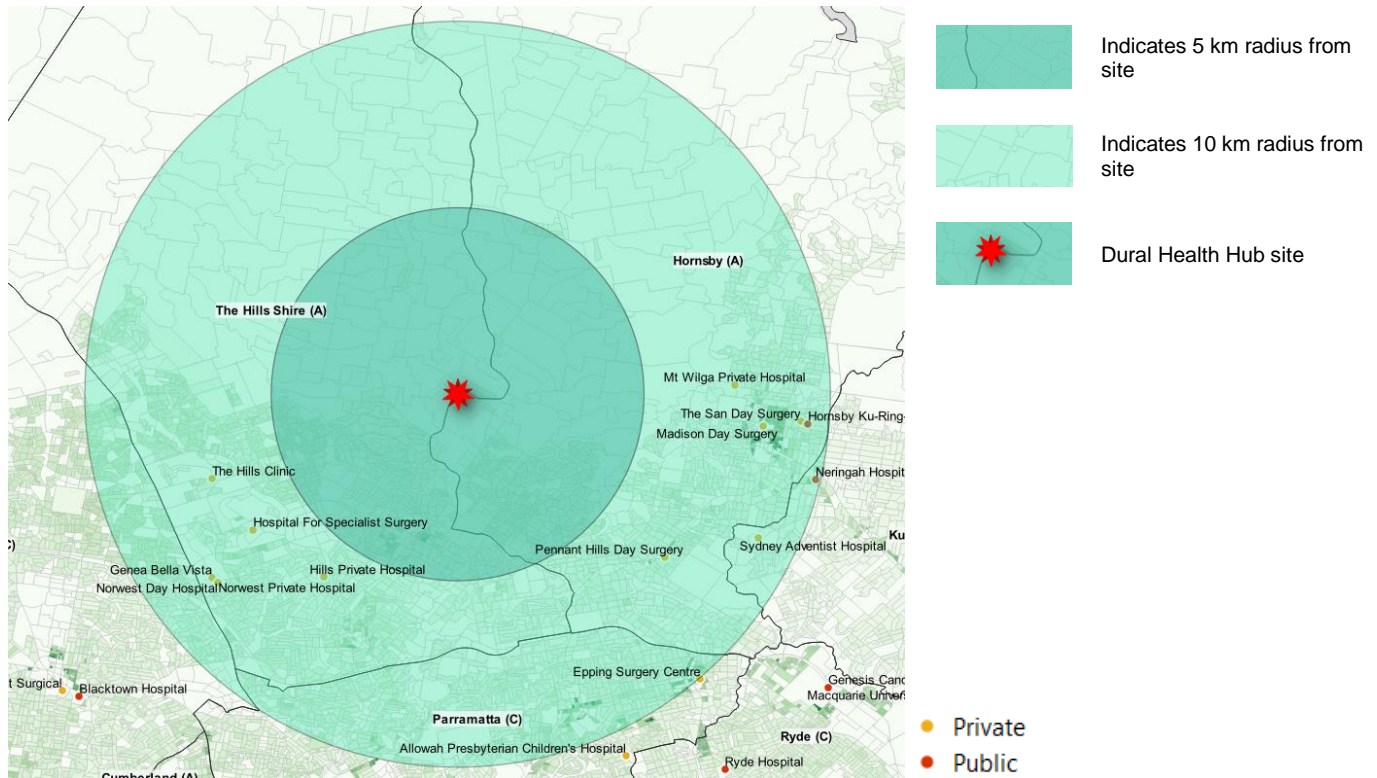 Indicates 5 km radius from
site
Indicates 10 km radius from
site
Dural Health Hub site
Hornsby (A)
The Hills Shire (A)
Mt Wilga Private Hospital
The San Day Surgery
Hornsby Ku-Ring-
Madison Day Surgery
The Hills Clinic
Neringah Hospit
Hospital For Specialist Surgery
C)
Ku
Pennant Hills Day Surgery
Sydney Adventist Hospital
Genea Bella Vista
Hills Private Hospital
Norwest Day Hospital
Norwest Private Hospital
Epping Surgery Centre
Genesis Canc
t Surgical
Blacktown Hospital
Macquarie Univer
Parramatta (C)
Ryde (C)
Allowah Presbyterian Children's Hospital
Ryde Hospital
Cumberland (A)
Private
Public